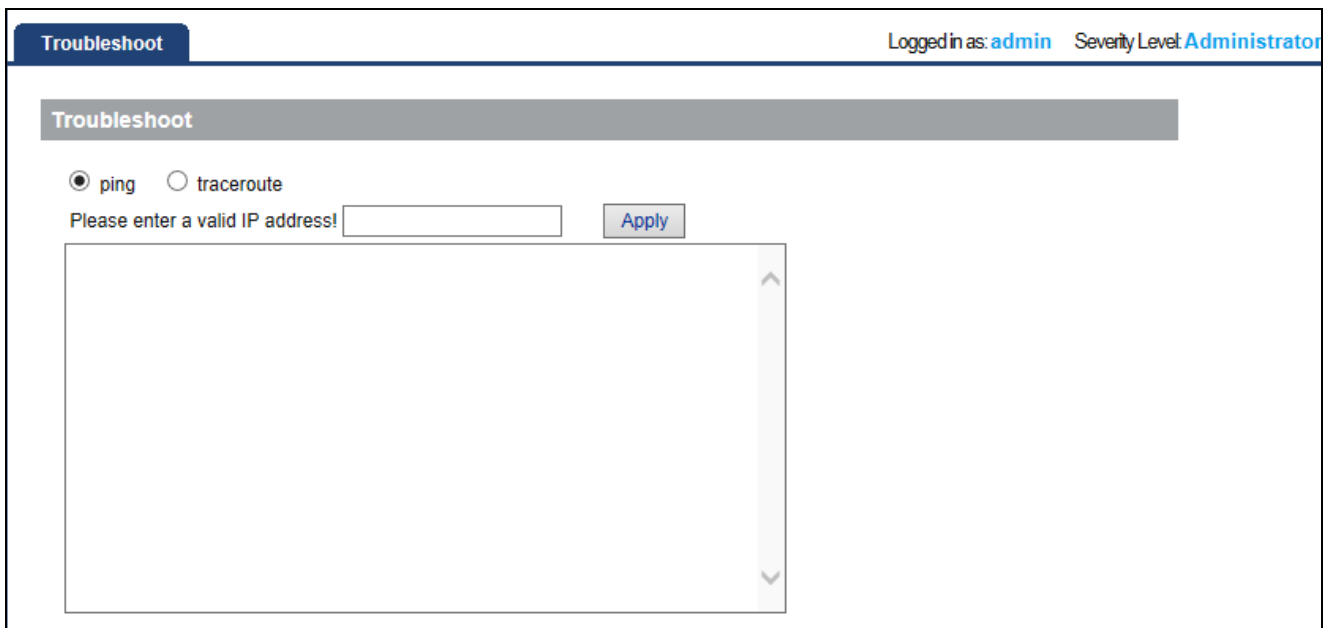 Troubleshoot Logged in as: admin Severity Level: Administrator
Troubleshoot
ping traceroute
Please enter a valid IP address! Apply